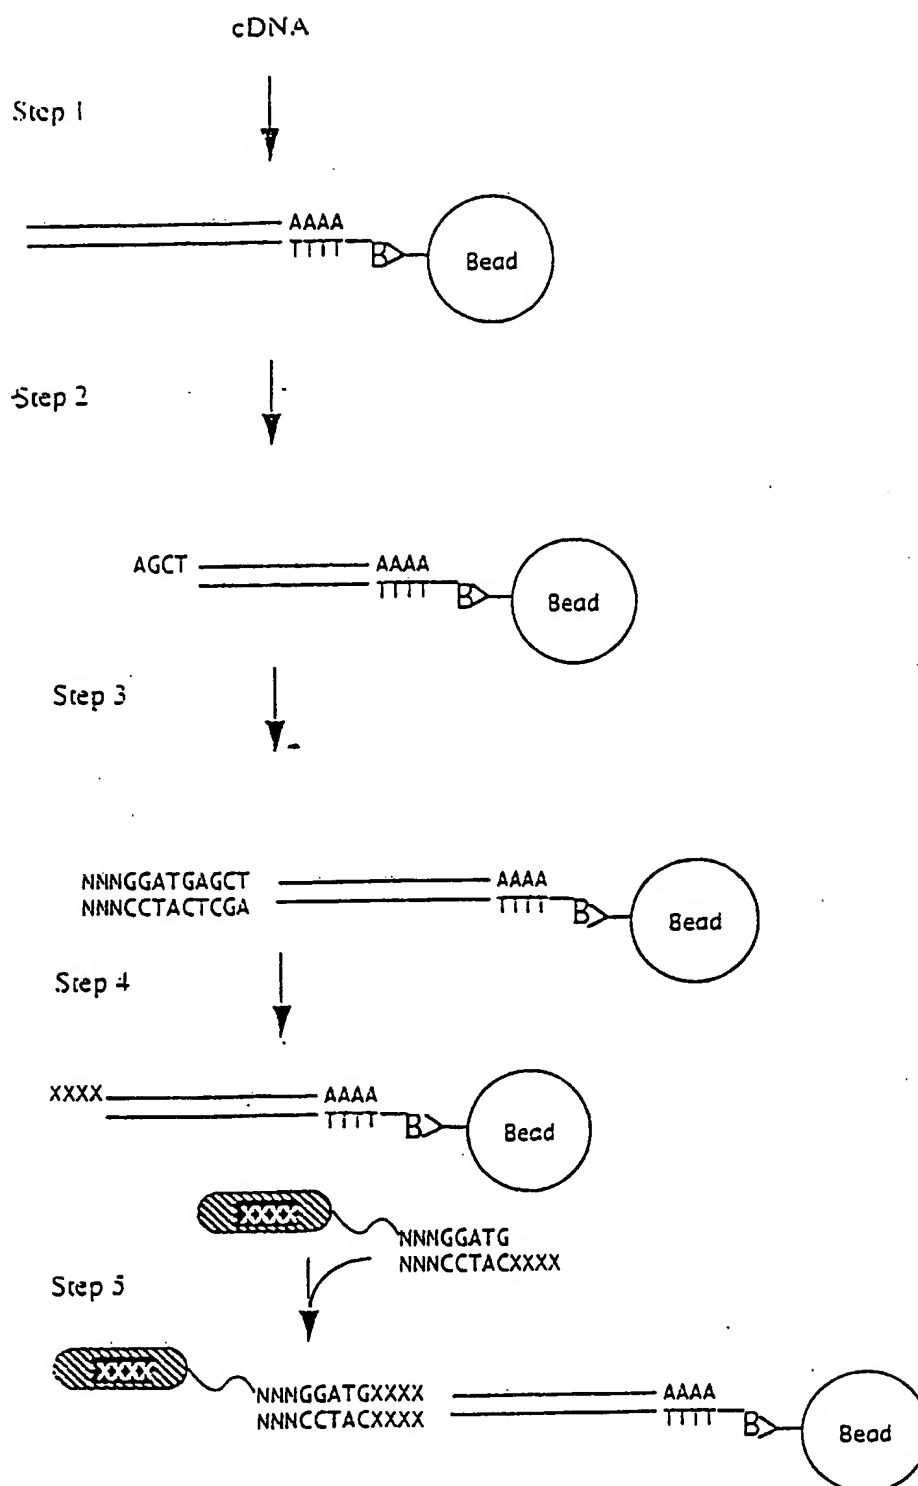 cDNA
Step 1
AAAA
TTTT
B
Bead
Step 2
AGCT
AAAA
TTTT
B
Bead
Step 3
NNNGGATGAGCT
AAAA
NNNCCTACTCGA
TTTT
B
Bead
Step 4
XXXX
AAAA
TTTT
B
Bead
XXXX
NNNGGATG
NNNCCTACXXXX
Step 5
XXXX
NNNGGATGXXXX
AAAA
NNNCCTACXXXX
TTTT
B
Bead